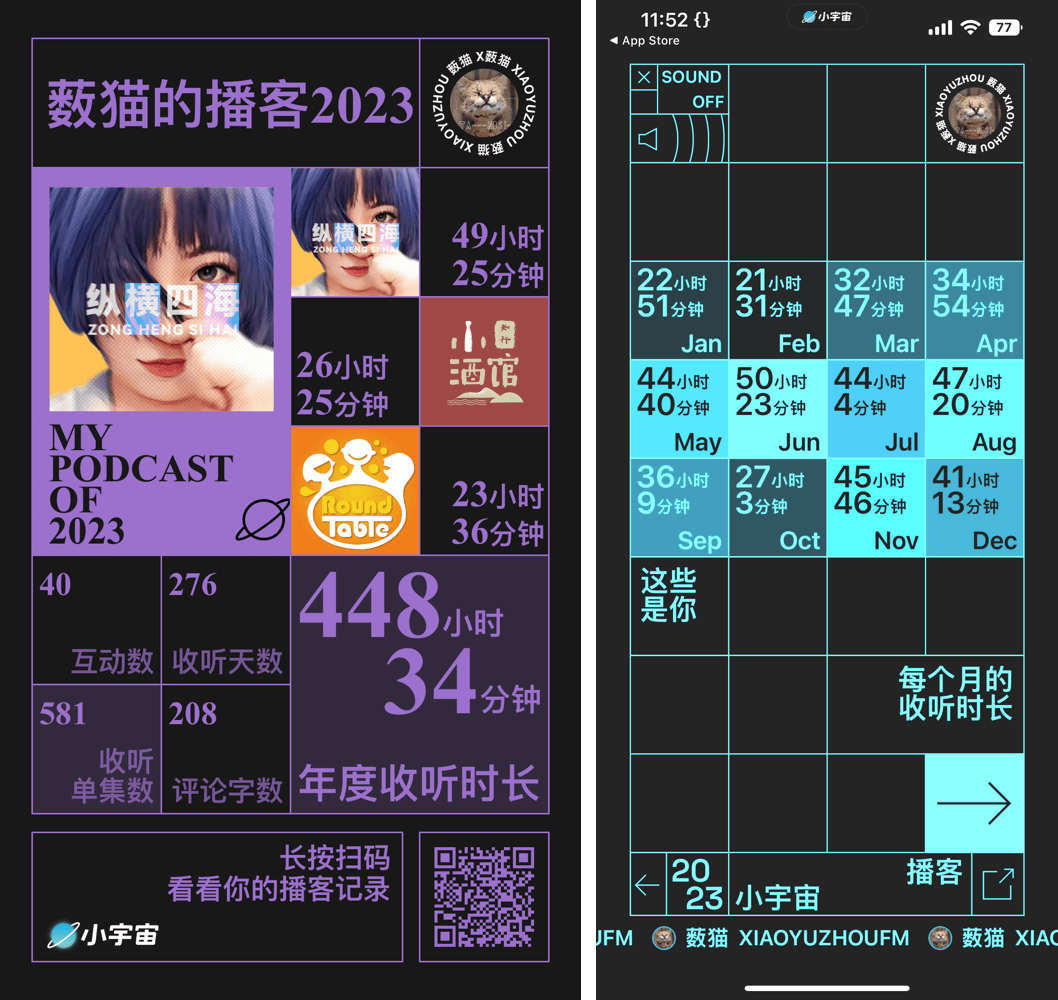 薮猫的播客2023
薮猫 X薮猫 XIAOYUZHOU 薮猫 XIAOYUZHOU
纵横四海
ZONG HENG SI HAI
MY
PODCAST
OF
2023
纵横四海
ZONG HENG SI HAI
49小时
25分钟
26小时
25分钟
知行
小酒馆
Round
Table
23小时
36分钟
40
互动数
276
收听天数
581
收听
单集数
208
评论字数
448小时
34分钟
年度收听时长
长按扫码
看看你的播客记录
小宇宙
11:52 {}
小宇宙
77
◀ App Store
SOUND
OFF
薮猫 XIAOYUZHOU 薮猫 XIAOYUZHOU
22小时
51分钟
Jan
21小时
31分钟
Feb
32小时
47分钟
Mar
34小时
54分钟
Apr
44小时
40分钟
May
50小时
23分钟
Jun
44小时
4分钟
Jul
47小时
20分钟
Aug
36小时
9分钟
Sep
27小时
3分钟
Oct
45小时
46分钟
Nov
41小时
13分钟
Dec
这些
是你
每个月的
收听时长
20
23
小宇宙
播客
UFM 薮猫 XIAOYUZHOUFM 薮猫 XIAO